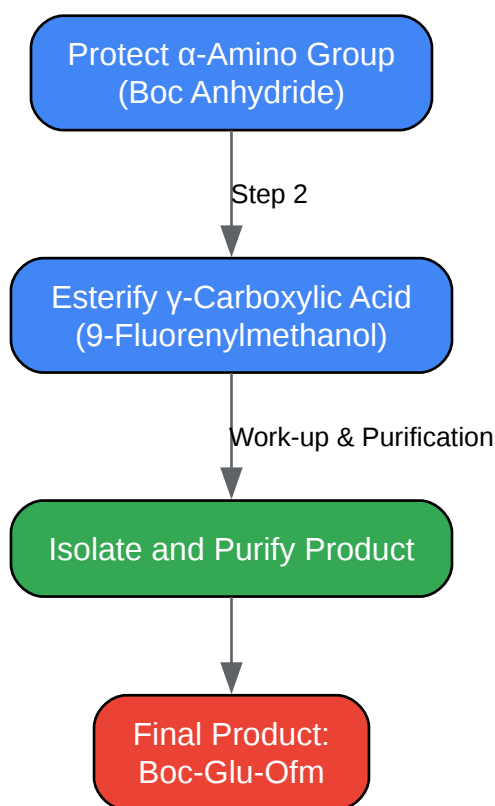 Protect α-Amino Group
(Boc Anhydride)
Step 2
Esterify γ-Carboxylic Acid
(9-Fluorenylmethanol)
Work-up & Purification
Isolate and Purify Product
Final Product:
Boc-Glu-Ofm